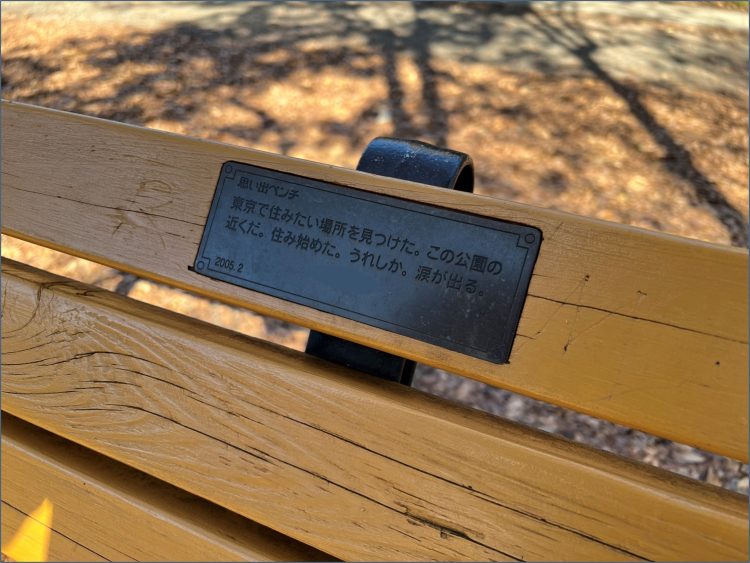 思い出ベンチ
東京で住みたい場所を見つけた。この公園の
近くだ。住み始めた。うれしか。涙が出る。
2005.2